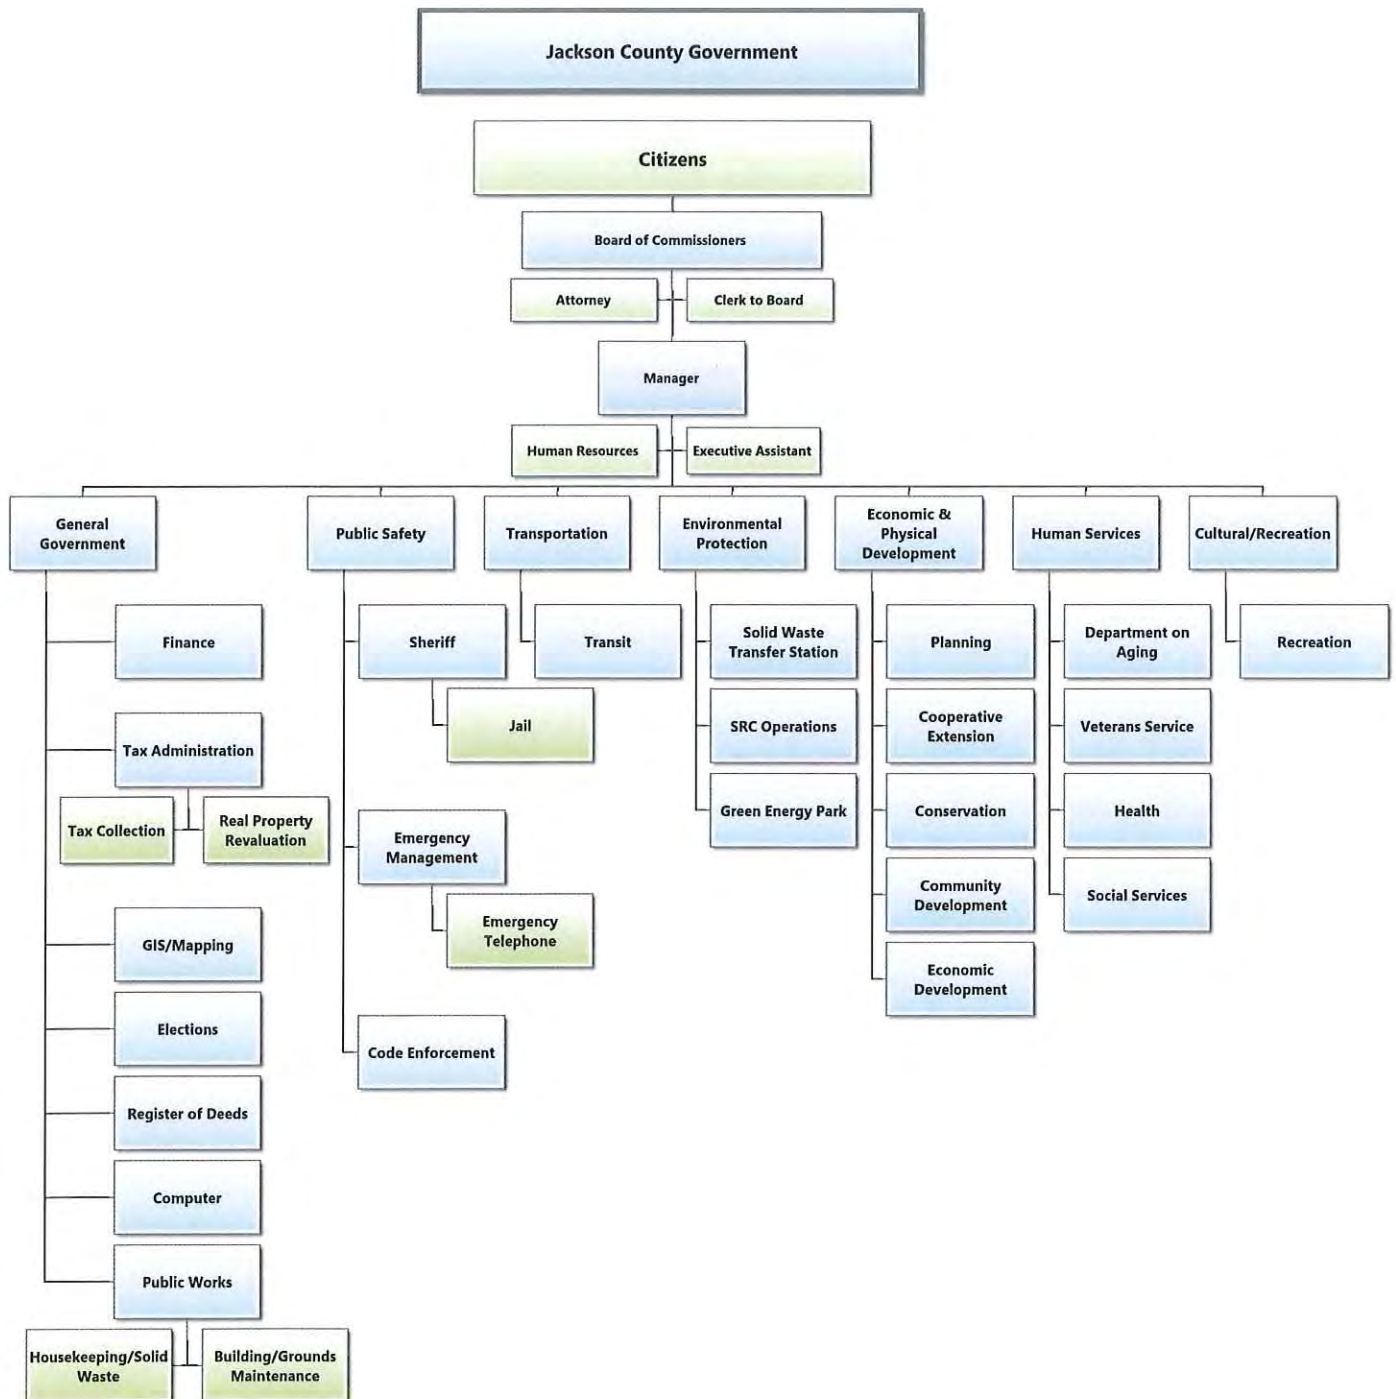 Jackson County Government
Citizens
Board of Commissioners
Attorney
Clerk to Board
Manager
Human Resources
Executive Assistant
General
Government
Public Safety
Transportation
Environmental
Protection
Economic &
Physical
Development
Human Services
Cultural/Recreation
Finance
Tax Administration
Tax Collection
Real Property
Revaluation
GIS/Mapping
Elections
Register of Deeds
Computer
Public Works
Housekeeping/Solid
Waste
Building/Grounds
Maintenance
Sheriff
Jail
Emergency
Management
Emergency
Telephone
Code Enforcement
Transit
Solid Waste
Transfer Station
SRC Operations
Green Energy Park
Planning
Cooperative
Extension
Conservation
Community
Development
Economic
Development
Department on
Aging
Veterans Service
Health
Social Services
Recreation